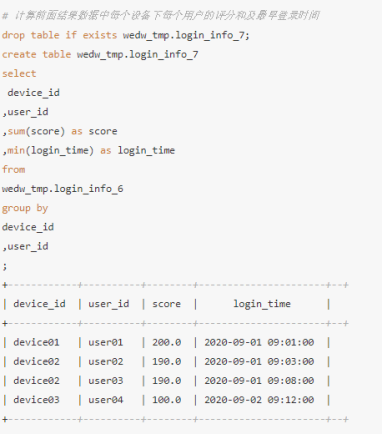 # 计算前面结果数据中每个设备下每个用户的评分和及最早登录时间
drop table if exists wedw_tmp.login_info_7;
create table wedw_tmp.login_info_7
select
device_id
,user_id
,sum(score) as score
,min(login_time) as login_time
from
wedw_tmp.login_info_6
group by
device_id
,user_id
;
+------------+----------+--------+------------------------+--+
| device_id | user_id | score | login_time |
+------------+----------+--------+------------------------+--+
| device01 | user01 | 200.0 | 2020-09-01 09:01:00 |
| device02 | user02 | 190.0 | 2020-09-01 09:03:00 |
| device02 | user03 | 190.0 | 2020-09-01 09:08:00 |
| device03 | user04 | 100.0 | 2020-09-02 09:12:00 |
+------------+----------+--------+------------------------+--+